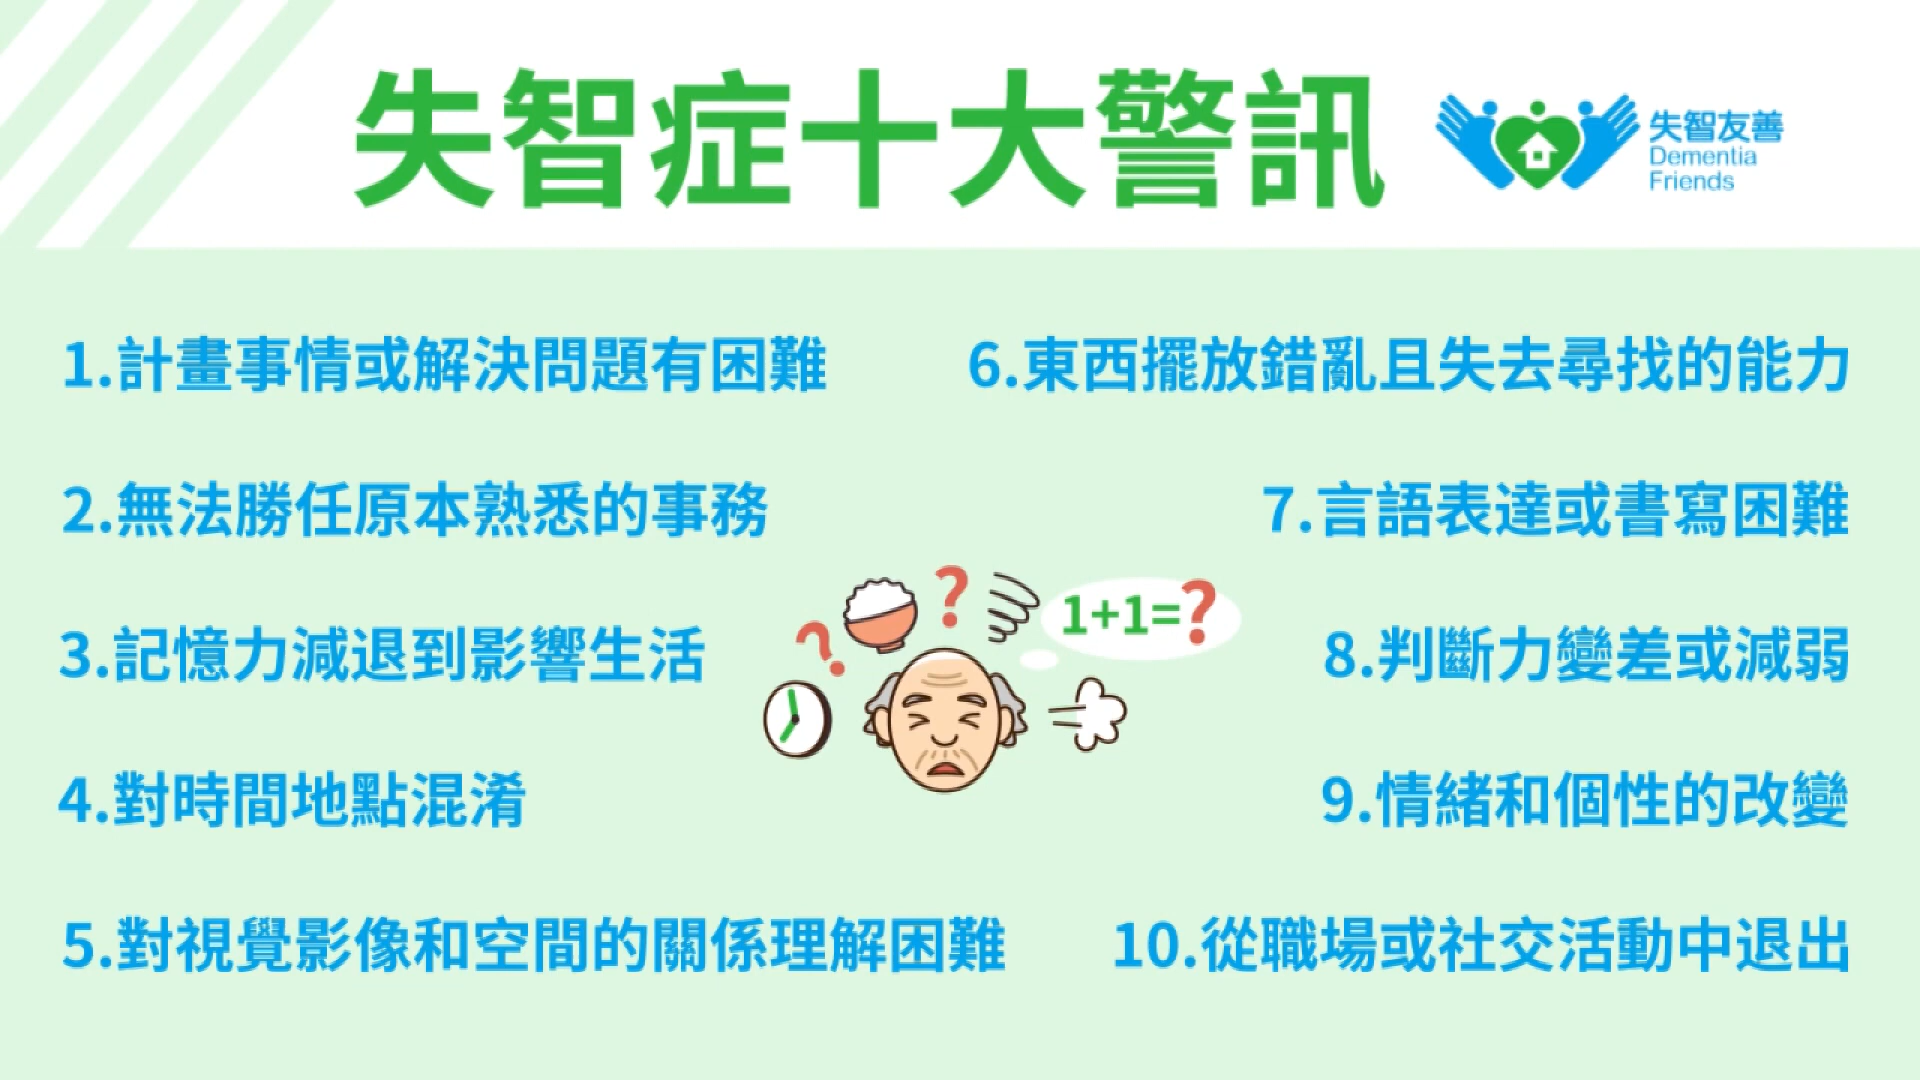 失智症十大警訊
失智友善
Dementia
Friends
1.計畫事情或解決問題有困難
2.無法勝任原本熟悉的事務
3.記憶力減退到影響生活
4.對時間地點混淆
5.對視覺影像和空間的關係理解困難
6.東西擺放錯亂且失去尋找的能力
7.言語表達或書寫困難
8.判斷力變差或減弱
9.情緒和個性的改變
10.從職場或社交活動中退出
?
?
1+1=?